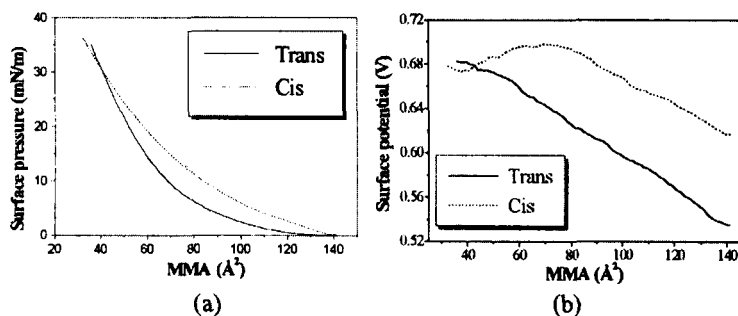 Surface pressure (mN/m)
40
30
20
10
0
Trans
Cis
20 40 60 80 100 120 140
MMA (Å²)
(a)
Surface potential (V)
0.72
0.68
0.64
0.60
0.56
0.52
Trans
Cis
40 60 80 100 120 140
MMA (Å²)
(b)